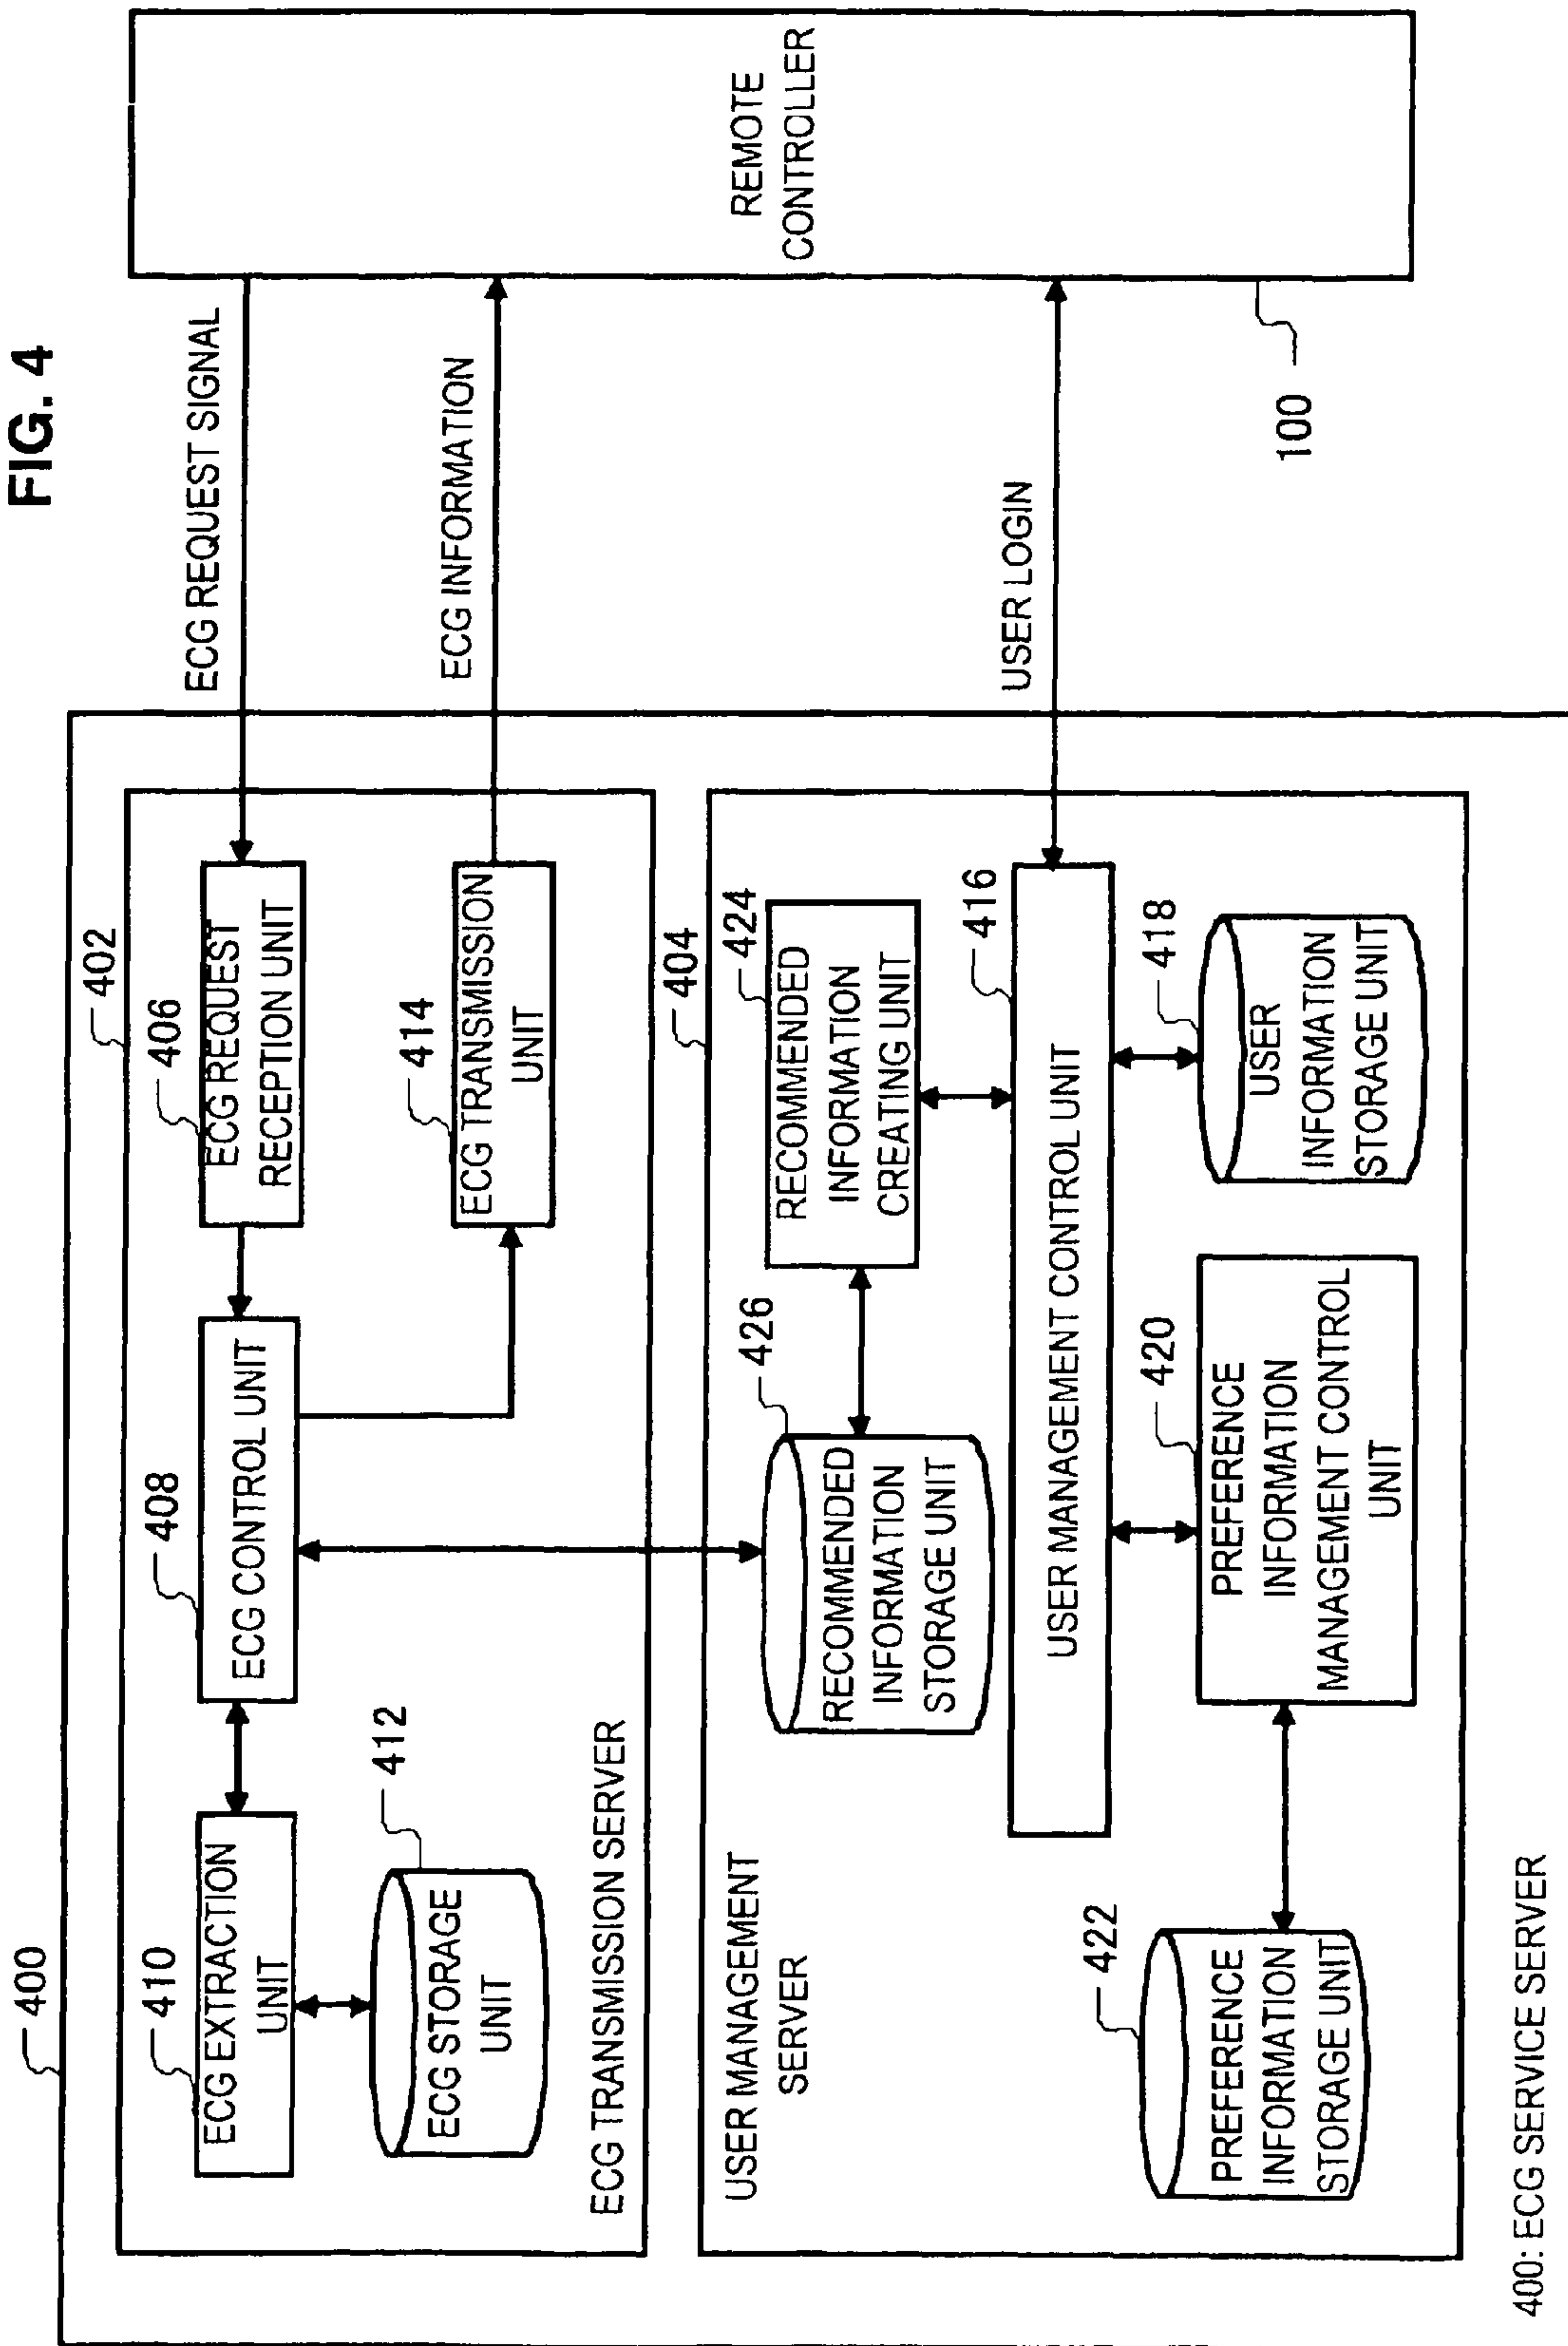 FIG. 4
400
402
410
ECG EXTRACTION
UNIT
408
ECG CONTROL UNIT
406
ECG REQUEST
RECEPTION UNIT
ECG REQUEST SIGNAL
412
ECG STORAGE
UNIT
414
ECG TRANSMISSION
UNIT
ECG INFORMATION
ECG TRANSMISSION SERVER
REMOTE
CONTROLLER
100
404
USER MANAGEMENT
SERVER
426
RECOMMENDED
INFORMATION
STORAGE UNIT
424
RECOMMENDED
INFORMATION
CREATING UNIT
416
USER MANAGEMENT CONTROL UNIT
USER LOGIN
422
PREFERENCE
INFORMATION
STORAGE UNIT
420
PREFERENCE
INFORMATION
MANAGEMENT CONTROL
UNIT
418
USER
INFORMATION
STORAGE UNIT
400: ECG SERVICE SERVER